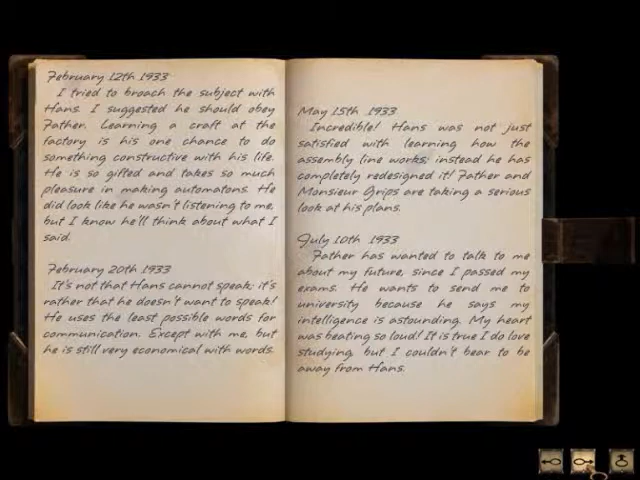 February 12th 1933
I tried to broach the subject with
Hans. I suggested he should obey
Father. Learning a craft at the
factory is his one chance to do
something constructive with his life.
He is so gifted and takes so much
pleasure in making automatons. He
did look like he wasn't listening to me,
but I know he'll think about what I
said.
February 20th 1933
It's not that Hans cannot speak; it's
rather that he doesn't want to speak!
He uses the least possible words for
communication. Except with me, but
he is still very economical with words.
May 15th 1933
Incredible! Hans was not just
satisfied with learning how the
assembly line works; instead he has
completely redesigned it! Father and
Monsieur Grips are taking a serious
look at his plans.
July 10th 1933
Father has wanted to talk to me
about my future, since I passed my
exams. He wants to send me to
university because he says my
intelligence is astounding. My heart
was beating so loud! It is true I do love
studying, but I couldn't bear to be
away from Hans.